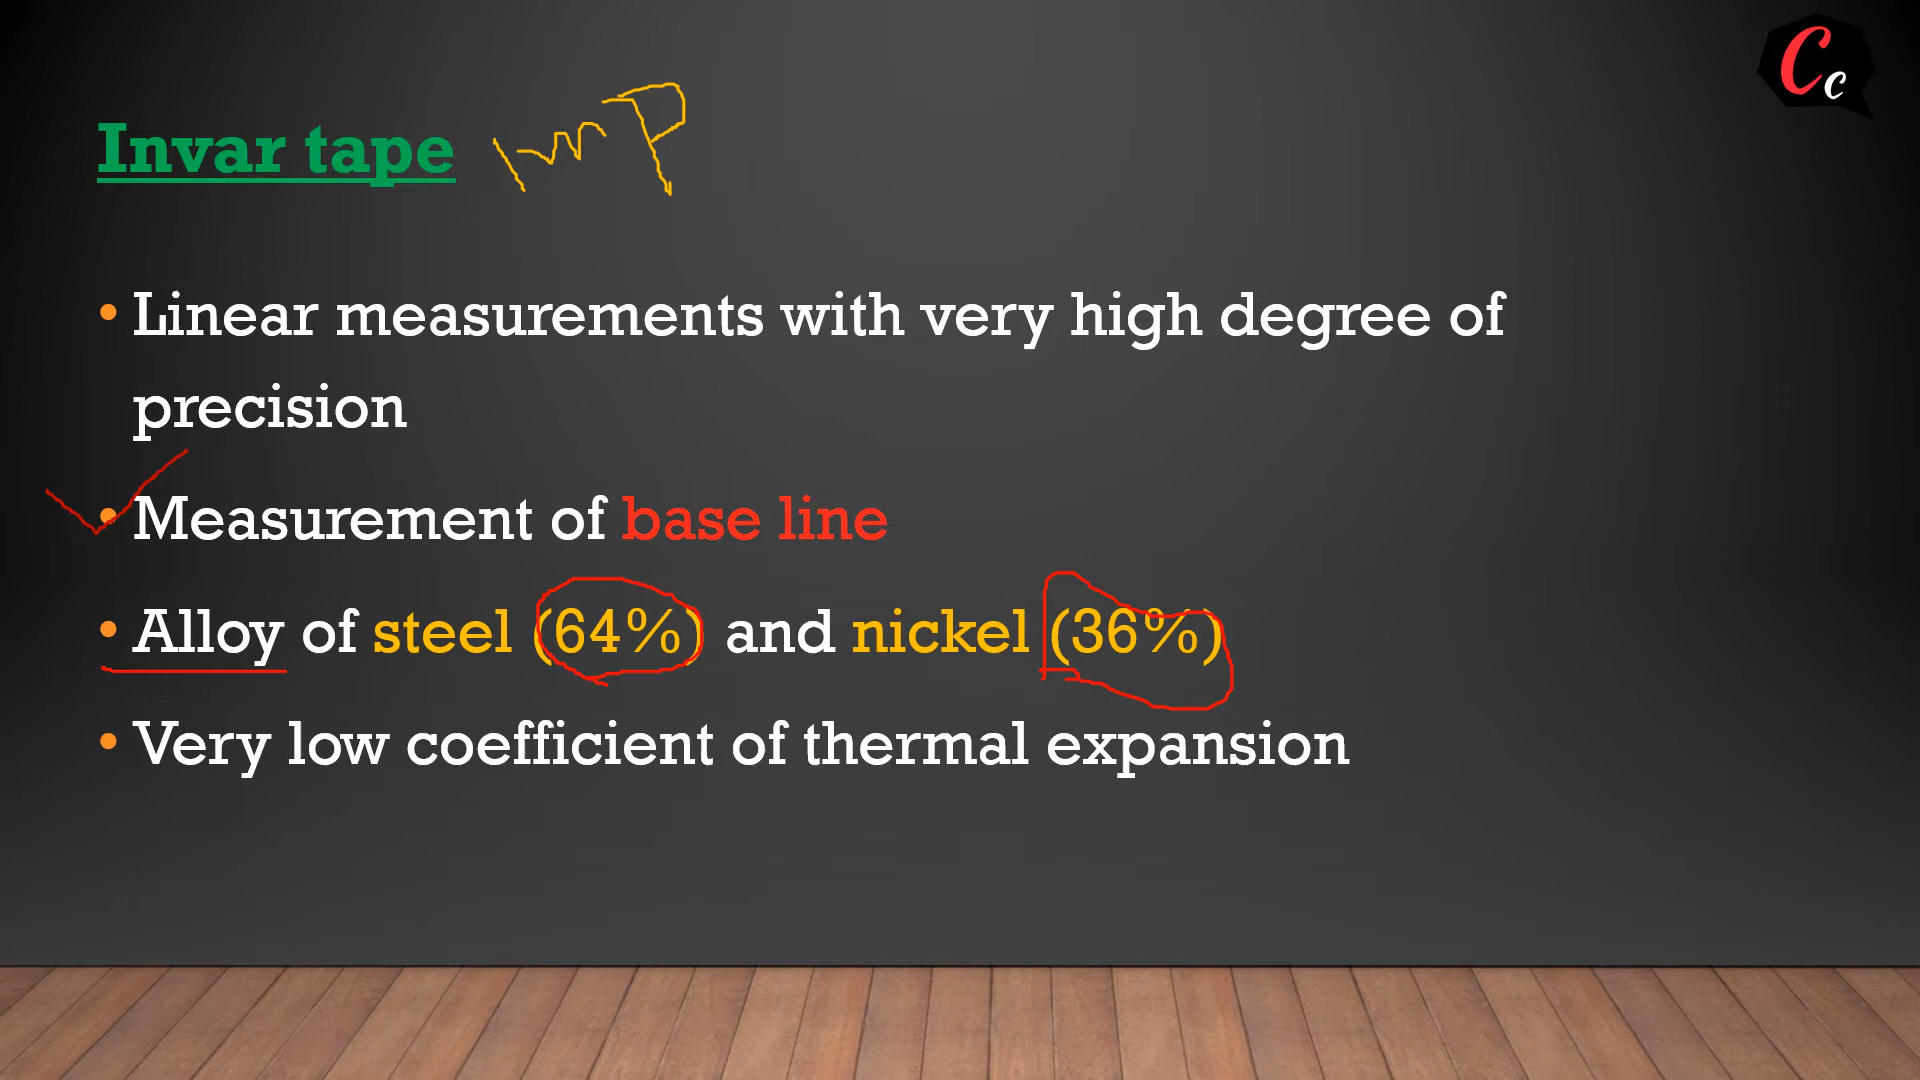 Cc
Invar tape Imp
• Linear measurements with very high degree of
precision
• Measurement of base line
• Alloy of steel (64%) and nickel (36%)
• Very low coefficient of thermal expansion